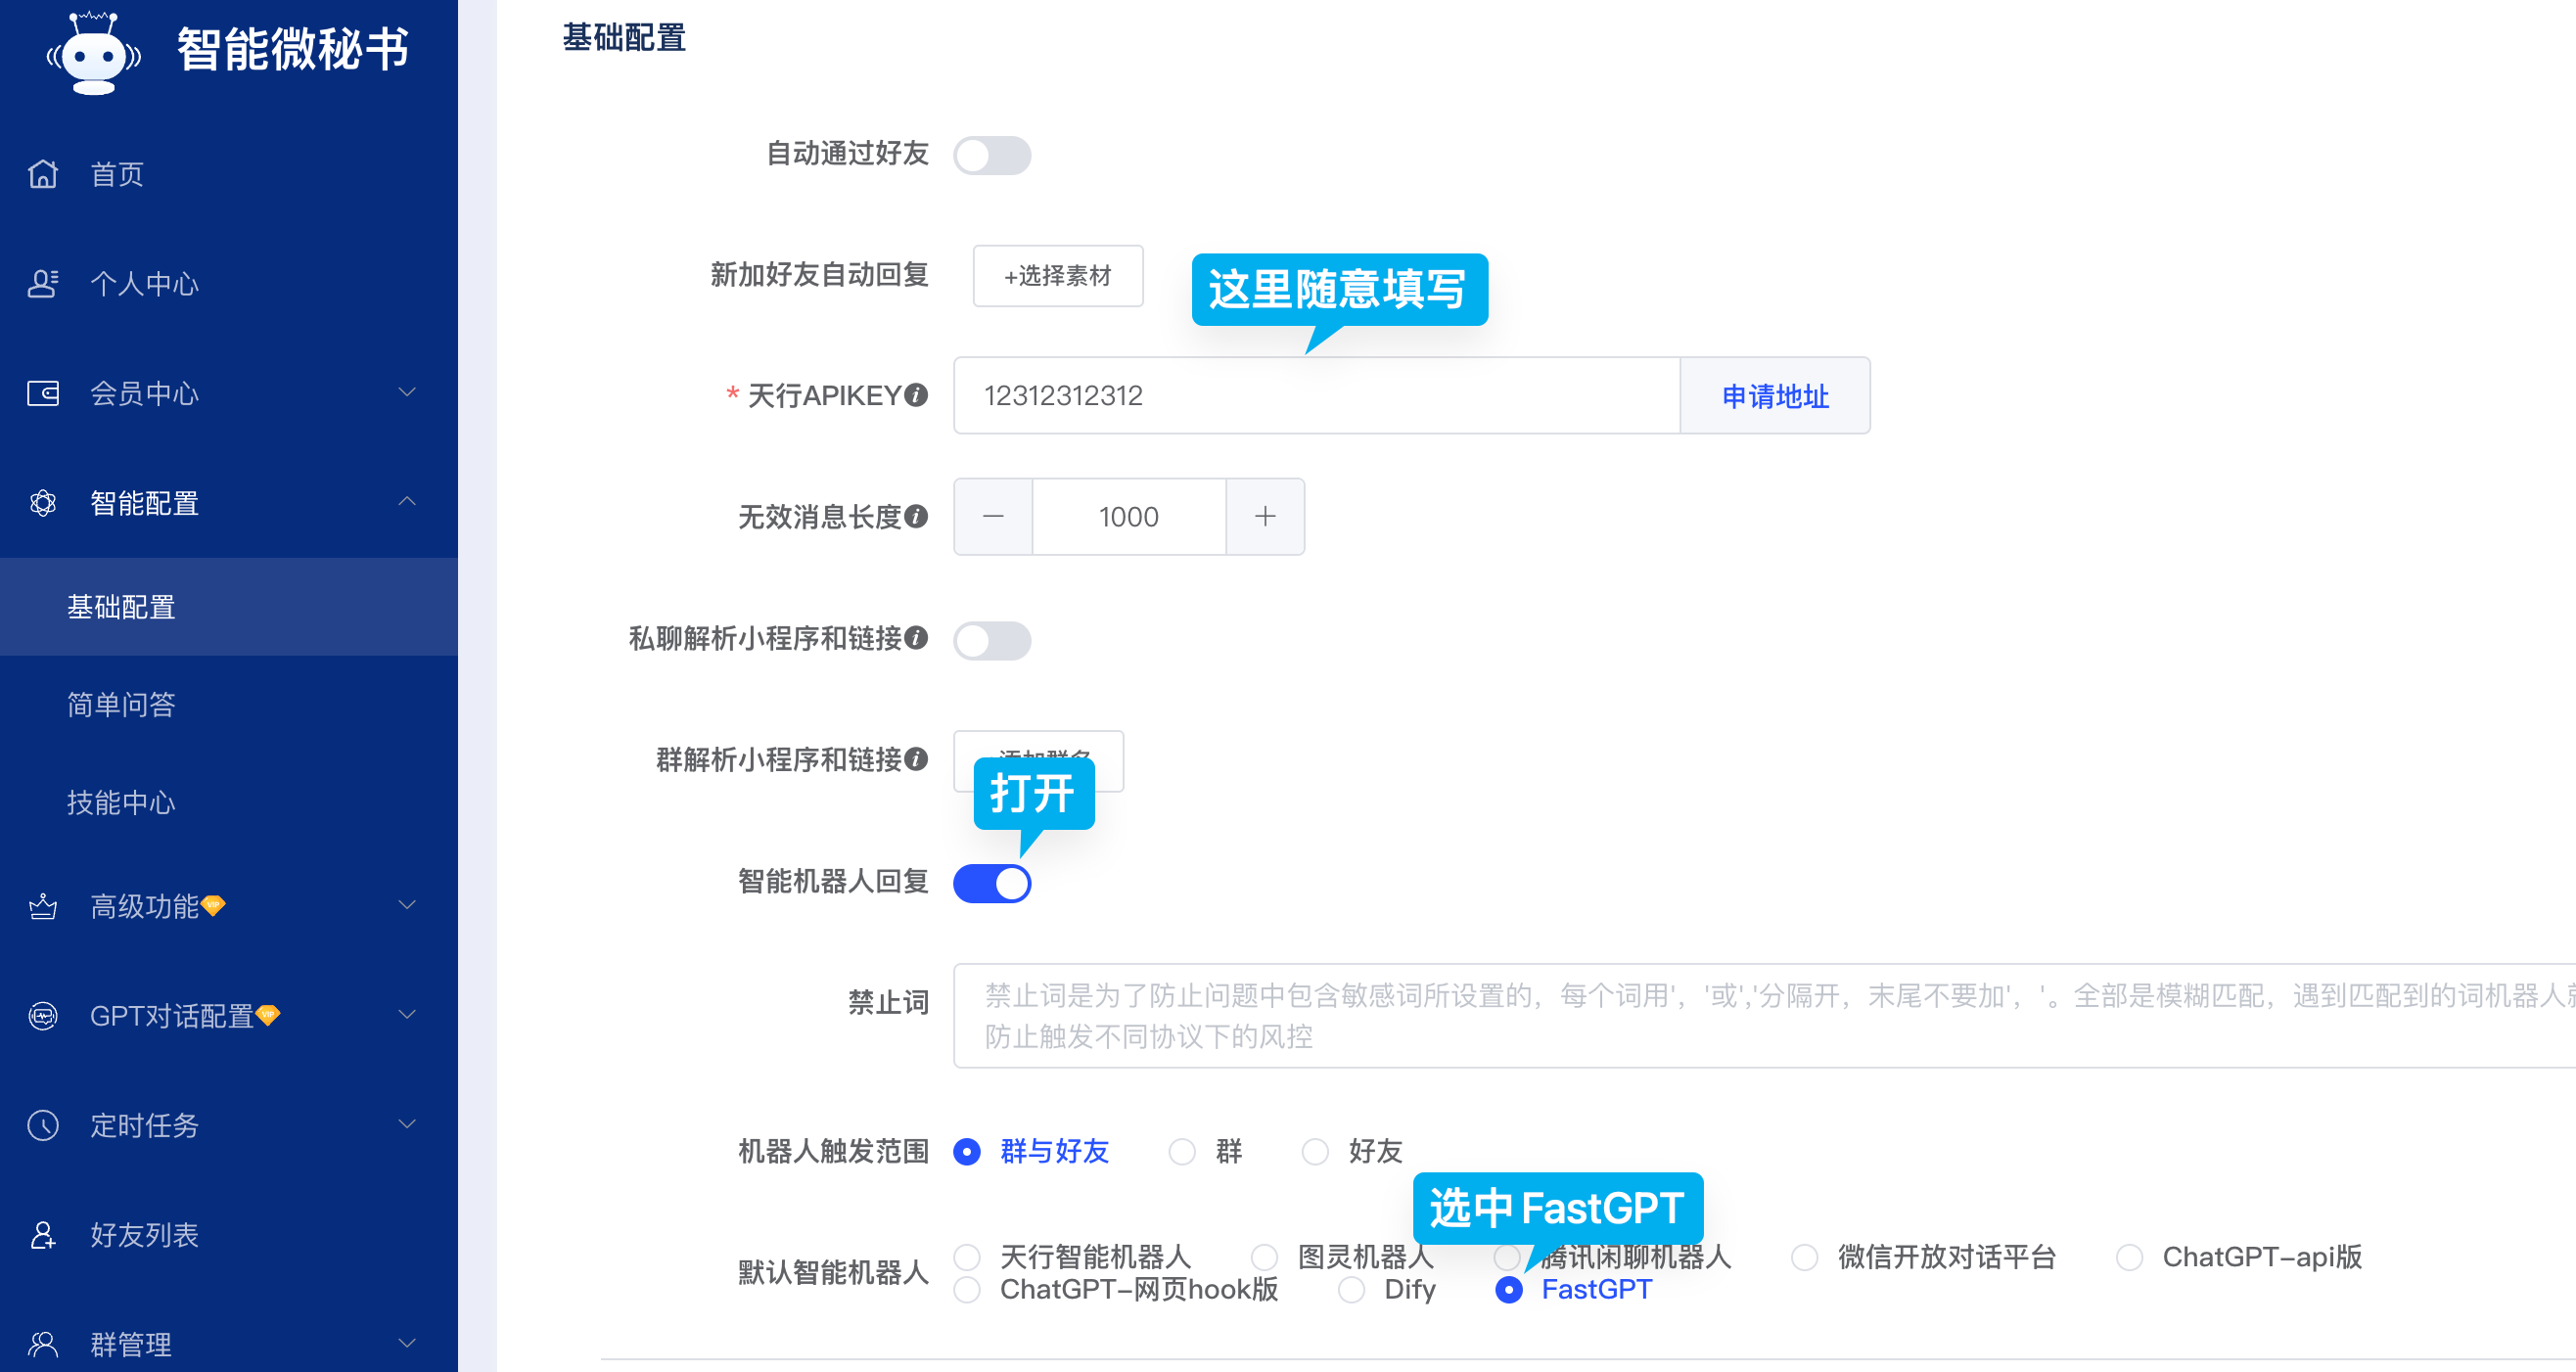 智能微秘书
首页
个人中心
会员中心
智能配置
基础配置
简单问答
技能中心
高级功能
VIP
GPT对话配置
VIP
定时任务
好友列表
群管理
基础配置
自动通过好友
新加好友自动回复 +选择素材
这里随意填写
* 天行APIKEY 12312312312 申请地址
无效消息长度 1000
私聊解析小程序和链接
群解析小程序和链接
打开
智能机器人回复
禁止词 禁止词是为了防止问题中包含敏感词所设置的，每个词用'，'或','分隔开，末尾不要加'，'。全部是模糊匹配，遇到匹配到的词机器人
防止触发不同协议下的风控
机器人触发范围 群与好友 群 好友
选中FastGPT
默认智能机器人 天行智能机器人 图灵机器人 腾讯闲聊机器人 微信开放对话平台 ChatGPT-api版
ChatGPT-网页hook版 Dify FastGPT